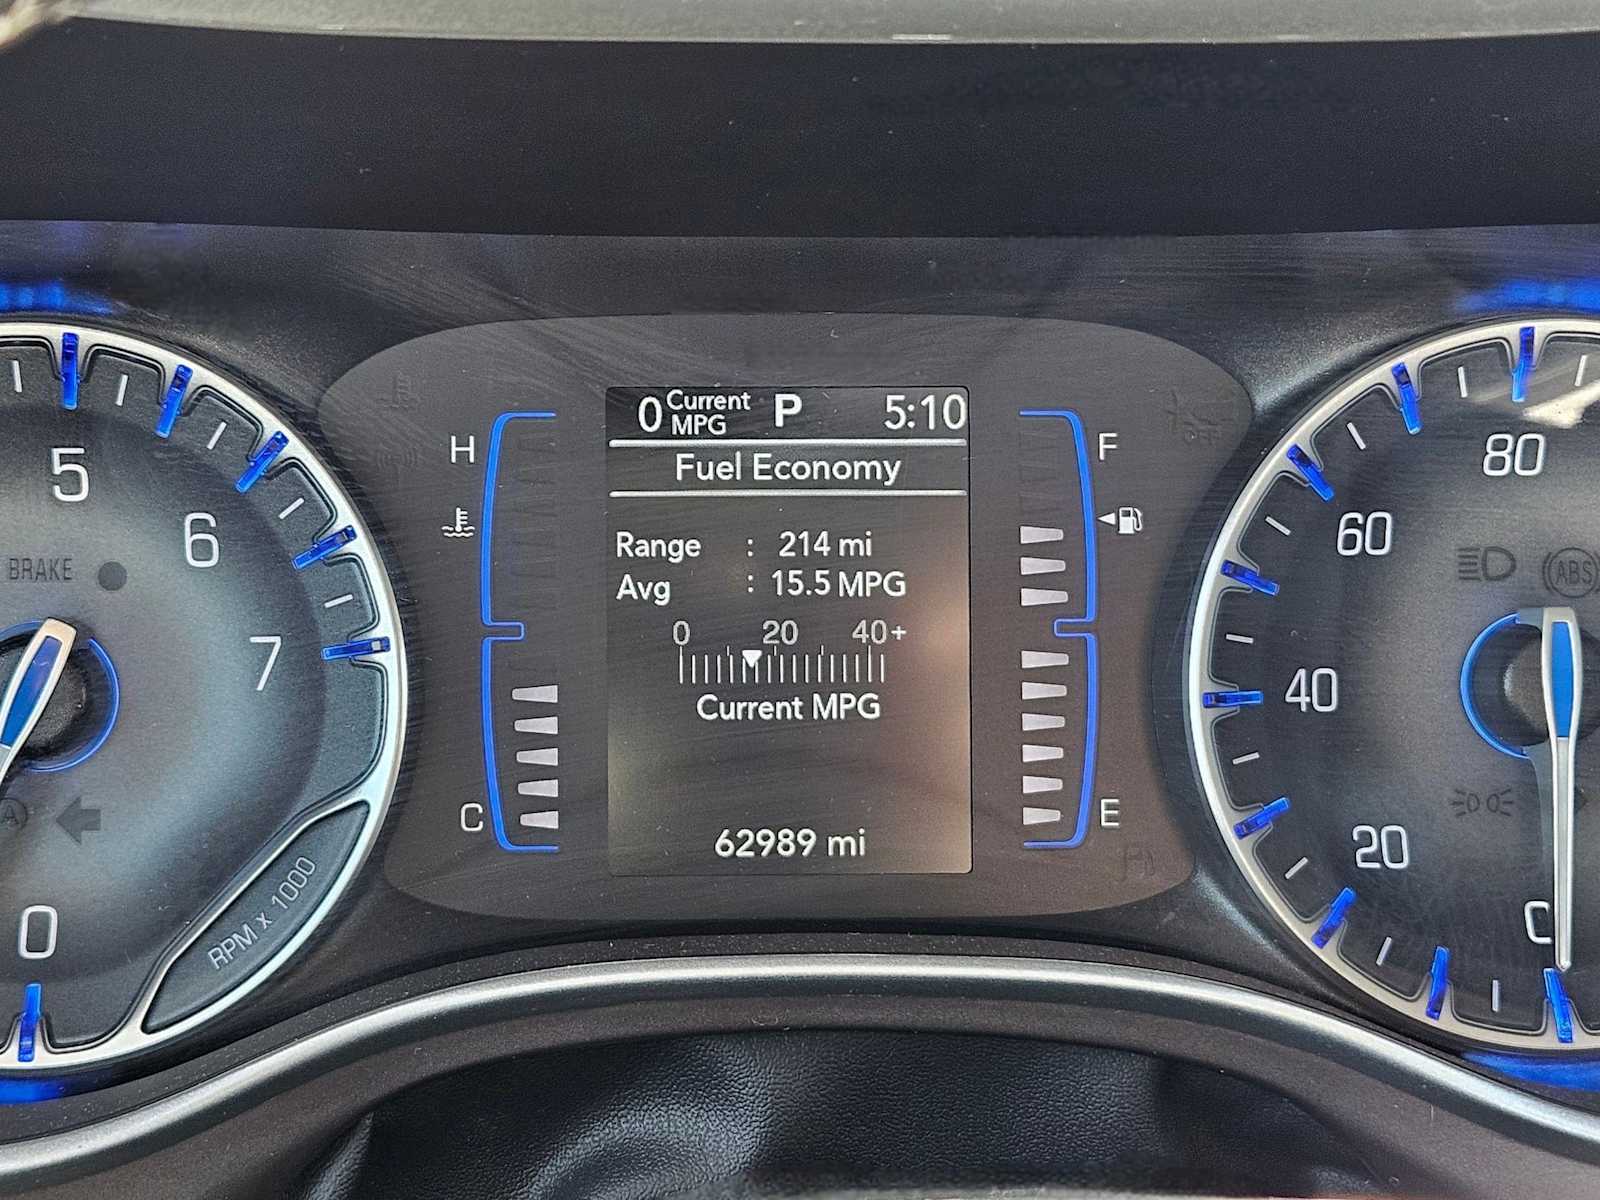 0 Current MPG P 5:10
Fuel Economy
Range : 214 mi
Avg : 15.5 MPG
0 20 40+
Current MPG
62989 mi
H
C
F
E
5
6
7
0
BRAKE
RPM x 1000
80
60
40
20
0
ABS
A